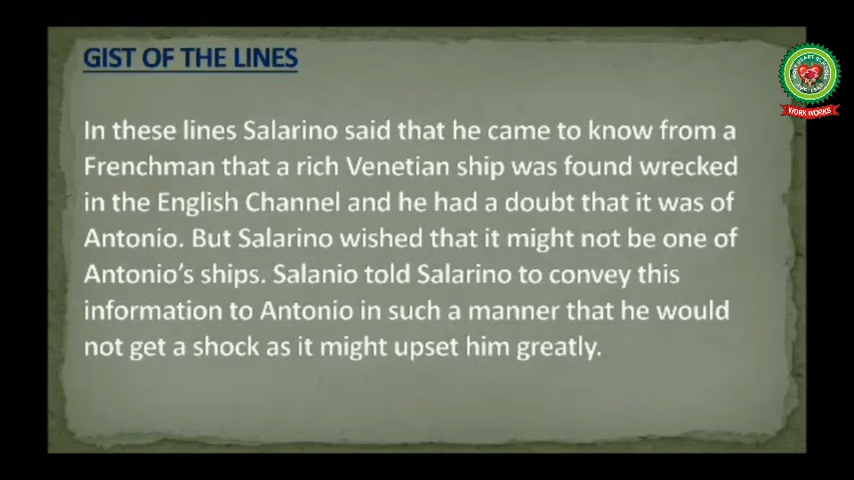 GIST OF THE LINES
In these lines Salarino said that he came to know from a
Frenchman that a rich Venetian ship was found wrecked
in the English Channel and he had a doubt that it was of
Antonio. But Salarino wished that it might not be one of
Antonio's ships. Salanio told Salarino to convey this
information to Antonio in such a manner that he would
not get a shock as it might upset him greatly.
WORK WORKS